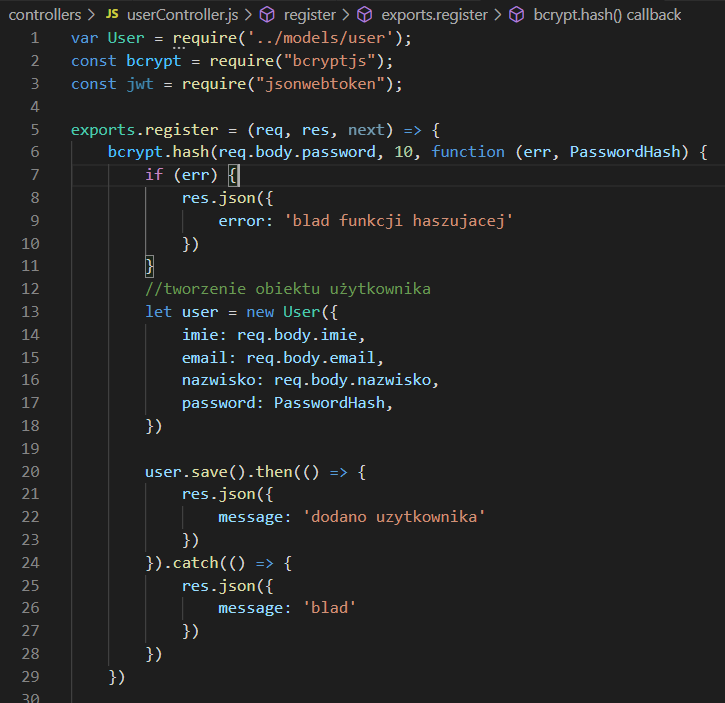 controllers > JS userController.js > register > exports.register > bcrypt.hash() callback
1 var User = require('../models/user');
2 const bcrypt = require("bcryptjs");
3 const jwt = require("jsonwebtoken");
4
5 exports.register = (req, res, next) => {
6 bcrypt.hash(req.body.password, 10, function (err, PasswordHash) {
7 if (err) {
8 res.json({
9 error: 'blad funkcji haszujacej'
10 })
11 }
12 //tworzenie obiektu użytkownika
13 let user = new User({
14 imie: req.body.imie,
15 email: req.body.email,
16 nazwisko: req.body.nazwisko,
17 password: PasswordHash,
18 })
19
20 user.save().then(() => {
21 res.json({
22 message: 'dodano uzytkownika'
23 })
24 }).catch(() => {
25 res.json({
26 message: 'blad'
27 })
28 })
29 })
30